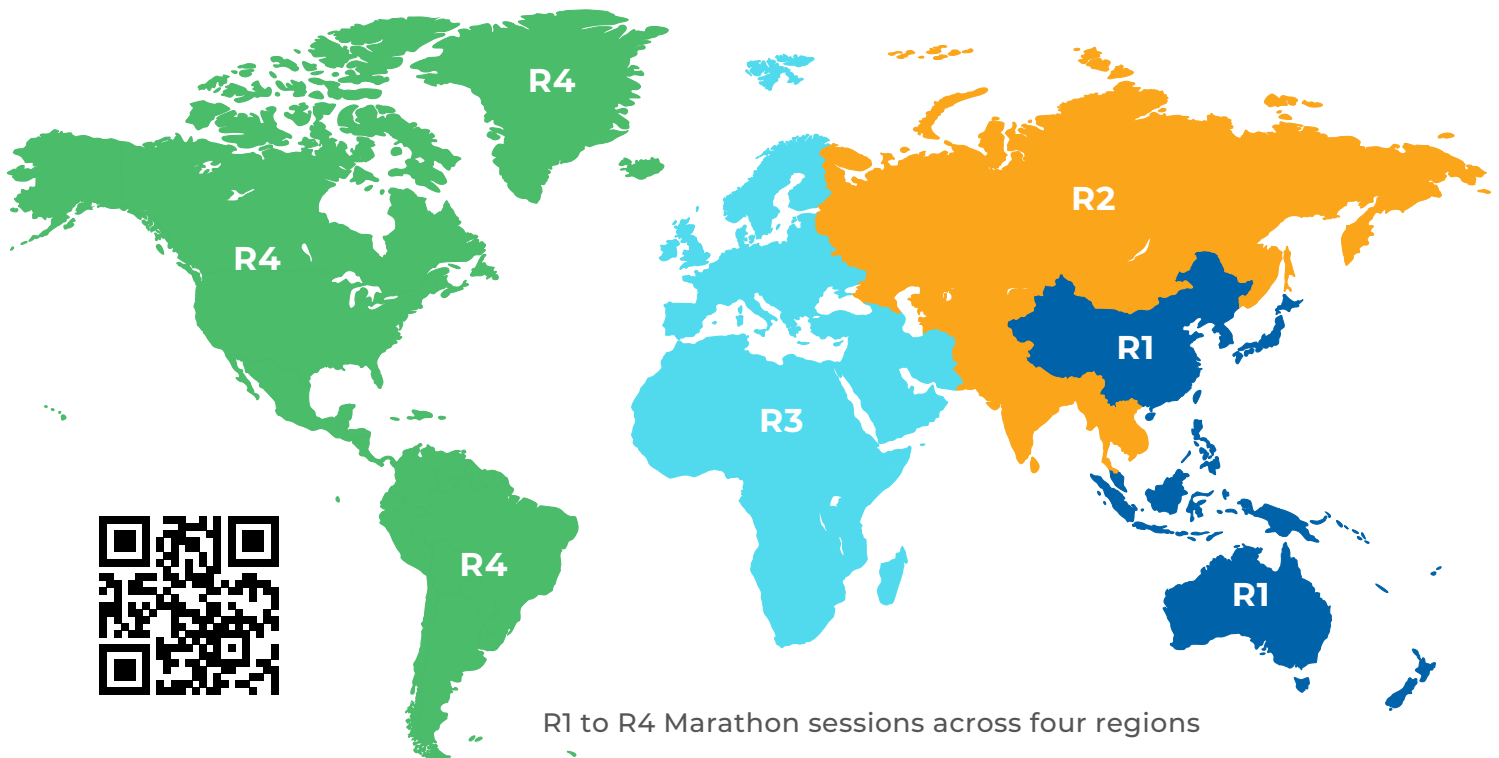 R4
R2
R4
R1
R3
R4
R1
R1 to R4 Marathon sessions across four regions